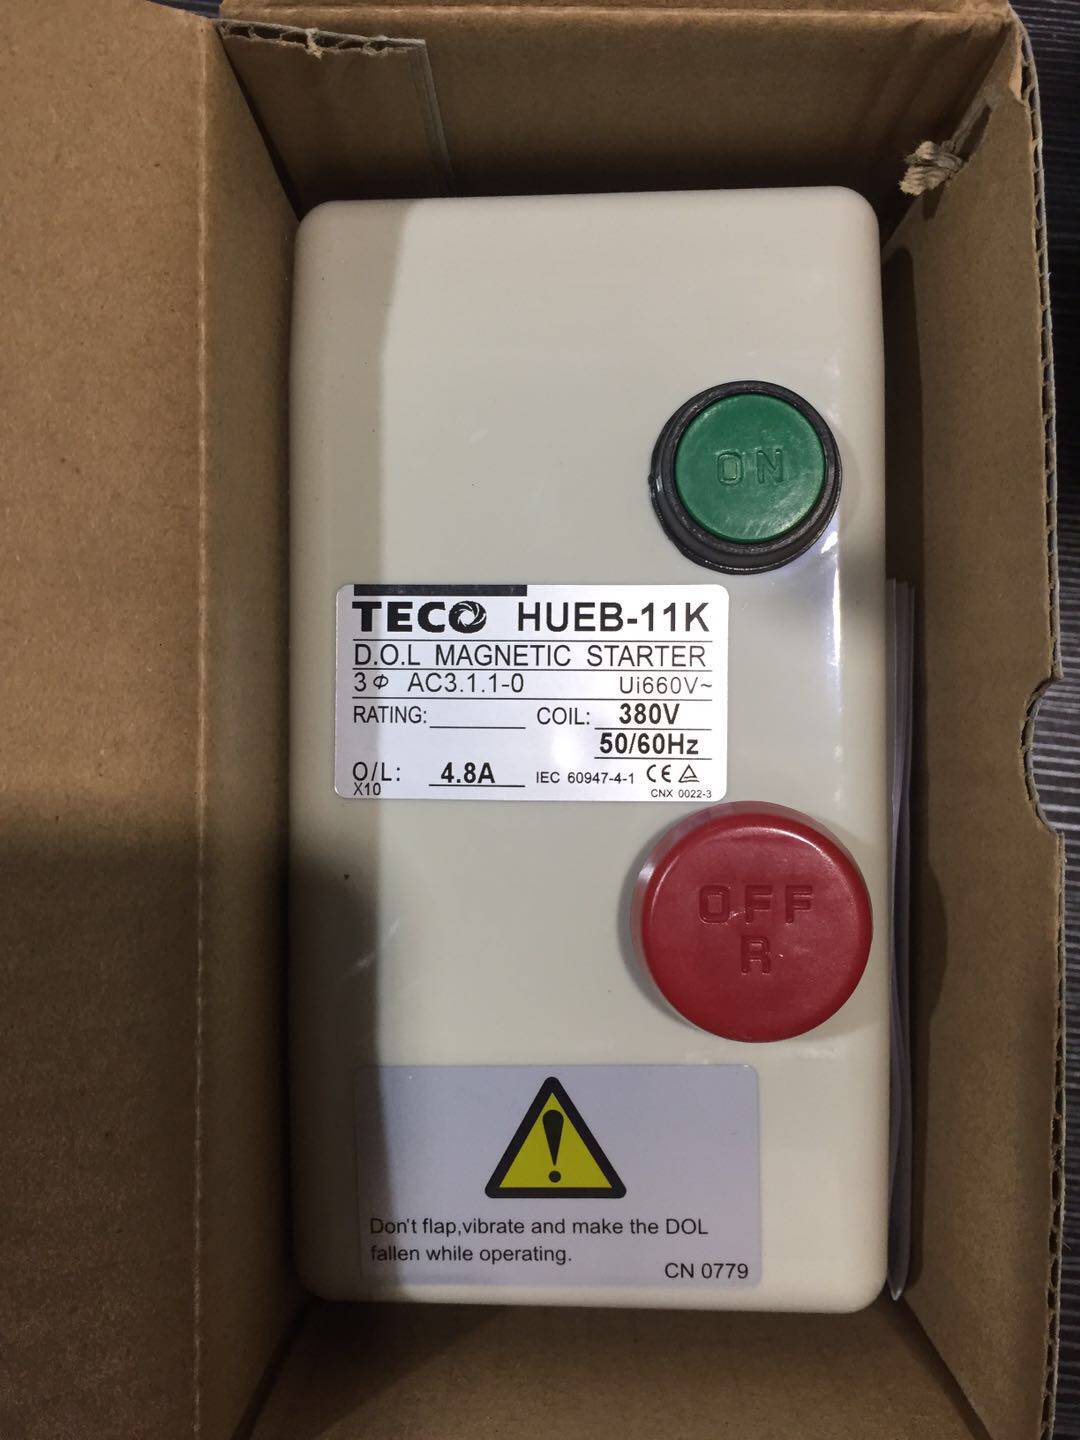 ON
TECO HUEB-11K
D.O.L MAGNETIC STARTER
3Φ AC3.1.1-0 Ui660V~
RATING: COIL: 380V
50/60Hz
O/L: 4.8A IEC 60947-4-1 CE
X10 CNX 0022-3
OFF
R
Don't flap,vibrate and make the DOL
fallen while operating.
CN 0779